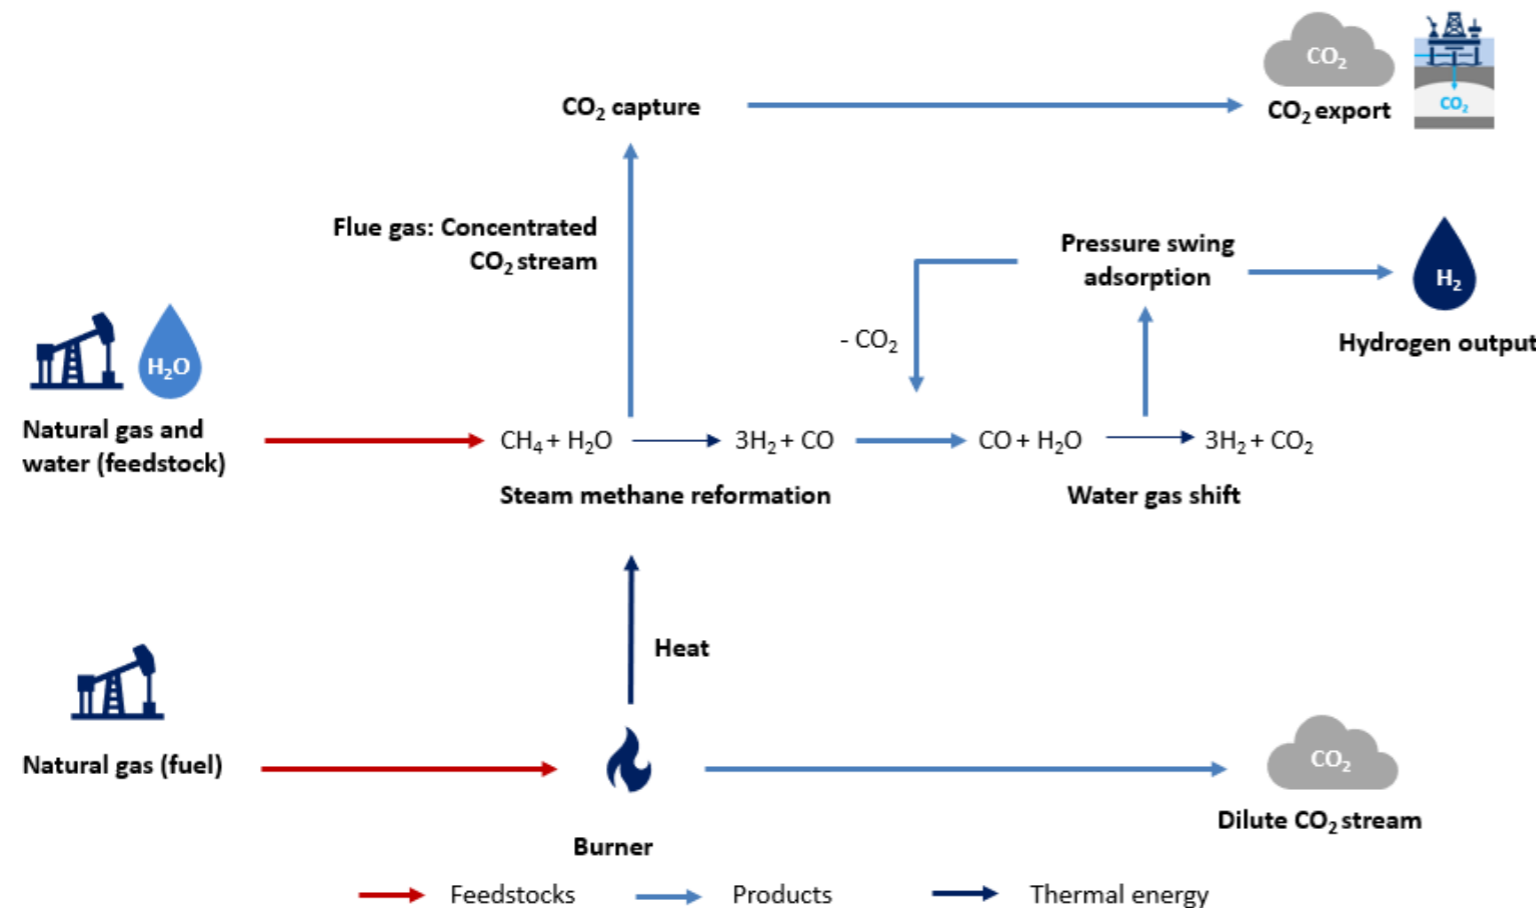 CO₂
CO₂ capture
CO₂ export
CO₂
Flue gas: Concentrated
CO₂ stream
Pressure swing
adsorption
H₂
Hydrogen output
- CO₂
H₂O
Natural gas and
water (feedstock)
CH₄ + H₂O
3H₂ + CO
CO + H₂O
3H₂ + CO₂
Steam methane reformation
Water gas shift
Heat
Natural gas (fuel)
Burner
CO₂
Dilute CO₂ stream
Feedstocks
Products
Thermal energy